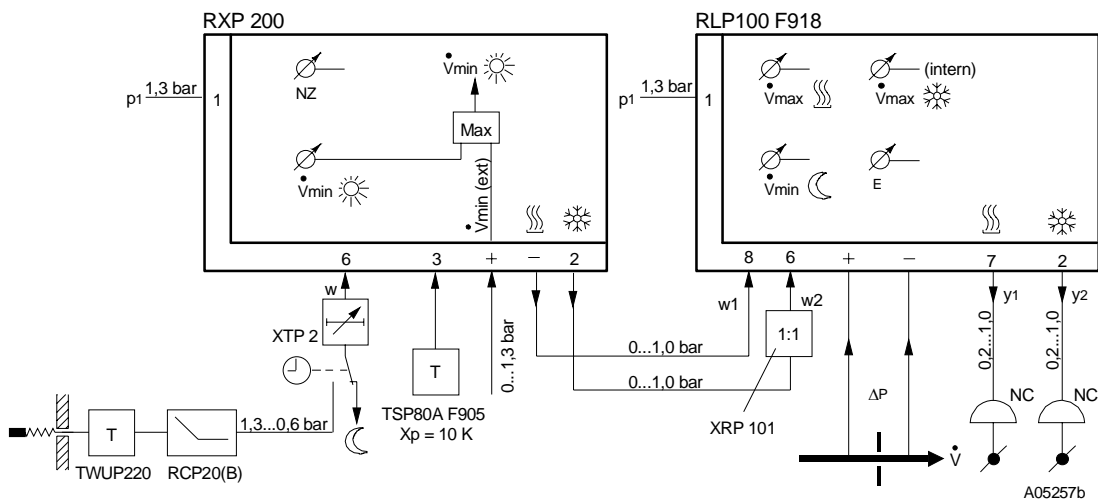 RXP 200
RLP100 F918
p1
1,3 bar
1
NZ
V̇min
Max
V̇min
V̇min (ext)
6
3
+
−
2
p1
1,3 bar
1
V̇max
(intern)
V̇max
V̇min
E
8
6
+
−
7
2
w
XTP 2
T
TSP80A F905
Xp = 10 K
0...1,3 bar
0...1,0 bar
0...1,0 bar
w1
w2
1:1
XRP 101
ΔP
V̇
y1
0,2...1,0
NC
y2
0,2...1,0
NC
T
TWUP220
RCP20(B)
1,3...0,6 bar
A05257b